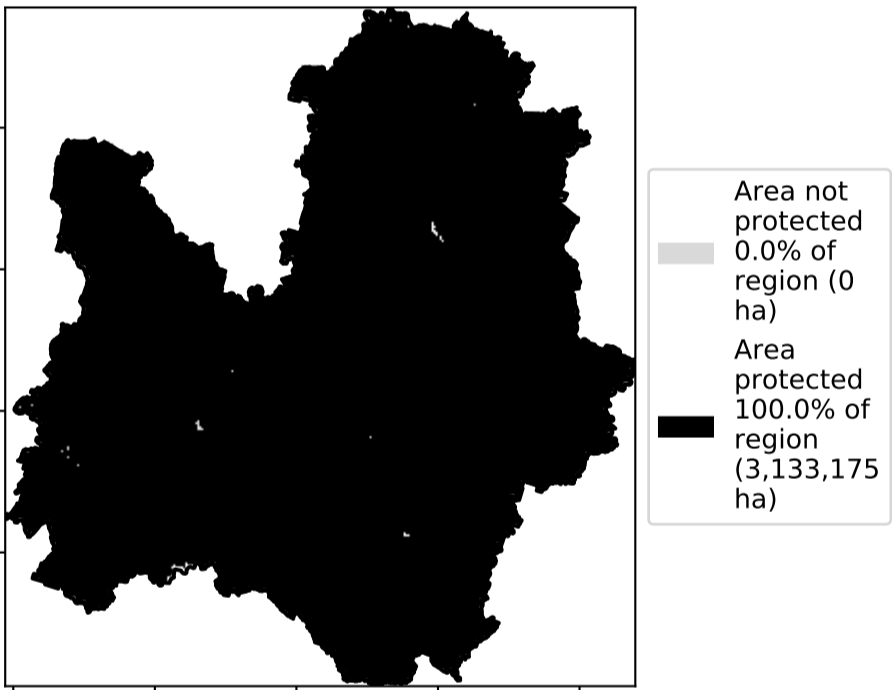 Area not
protected
0.0% of
region (0
ha)
Area
protected
100.0% of
region
(3,133,175
ha)